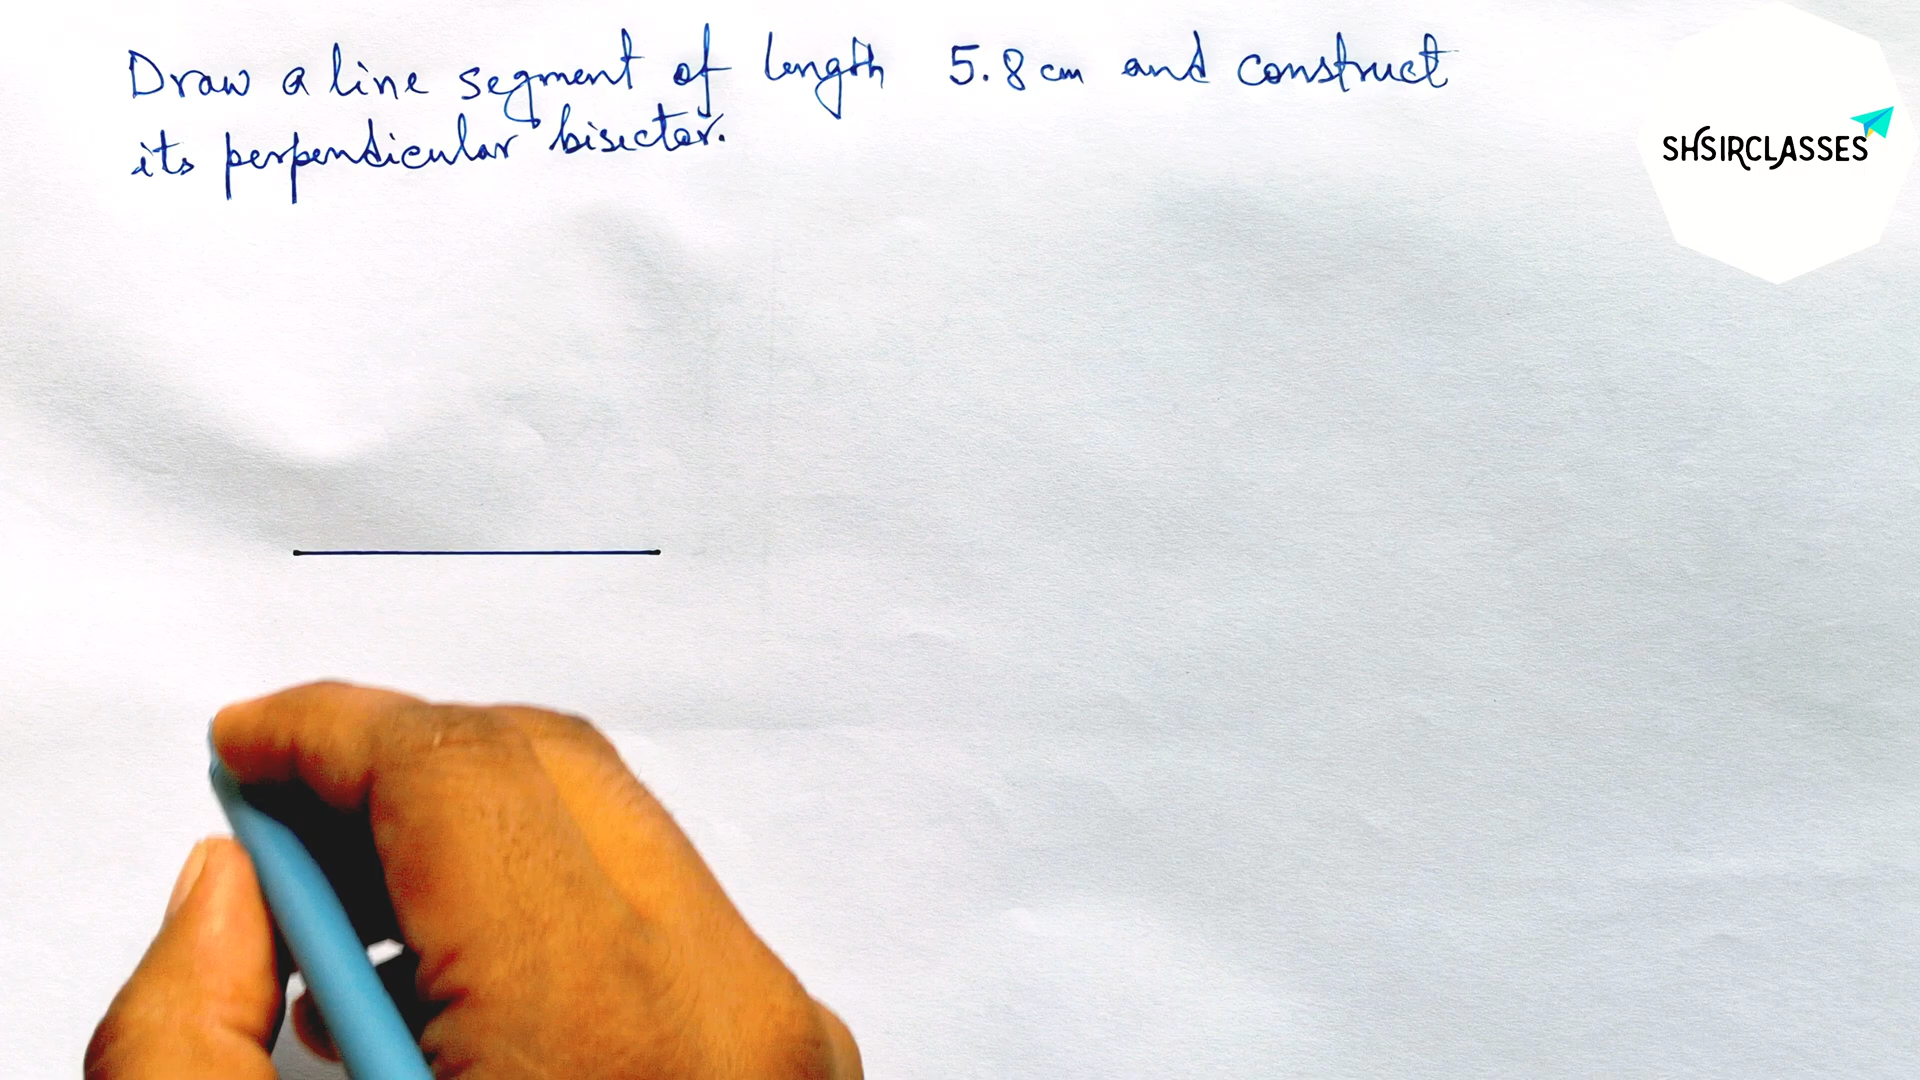 Draw a line segment of length 5.8 cm and construct
its perpendicular bisector.
SHSIRCLASSES